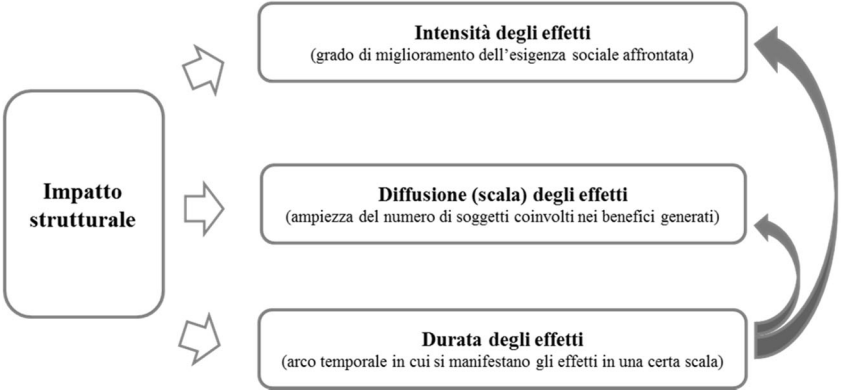 Intensità degli effetti
(grado di miglioramento dell'esigenza sociale affrontata)
Impatto
strutturale
Diffusione (scala) degli effetti
(ampiezza del numero di soggetti coinvolti nei benefici generati)
Durata degli effetti
(arco temporale in cui si manifestano gli effetti in una certa scala)